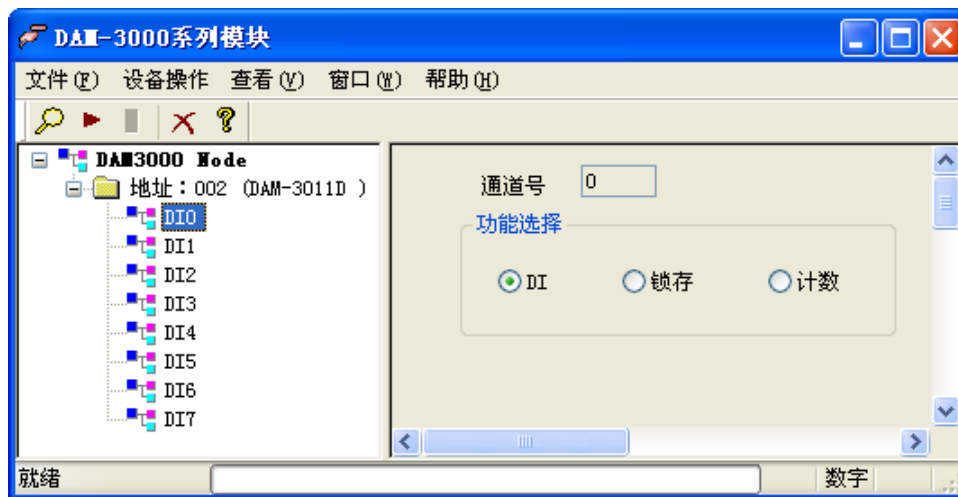 DAM-3000系列模块
文件(F) 设备操作 查看(V) 窗口(W) 帮助(H)
DAM3000 Node
地址：002 (DAM-3011D )
DI0
DI1
DI2
DI3
DI4
DI5
DI6
DI7
通道号 0
功能选择
DI 锁存 计数
就绪 数字